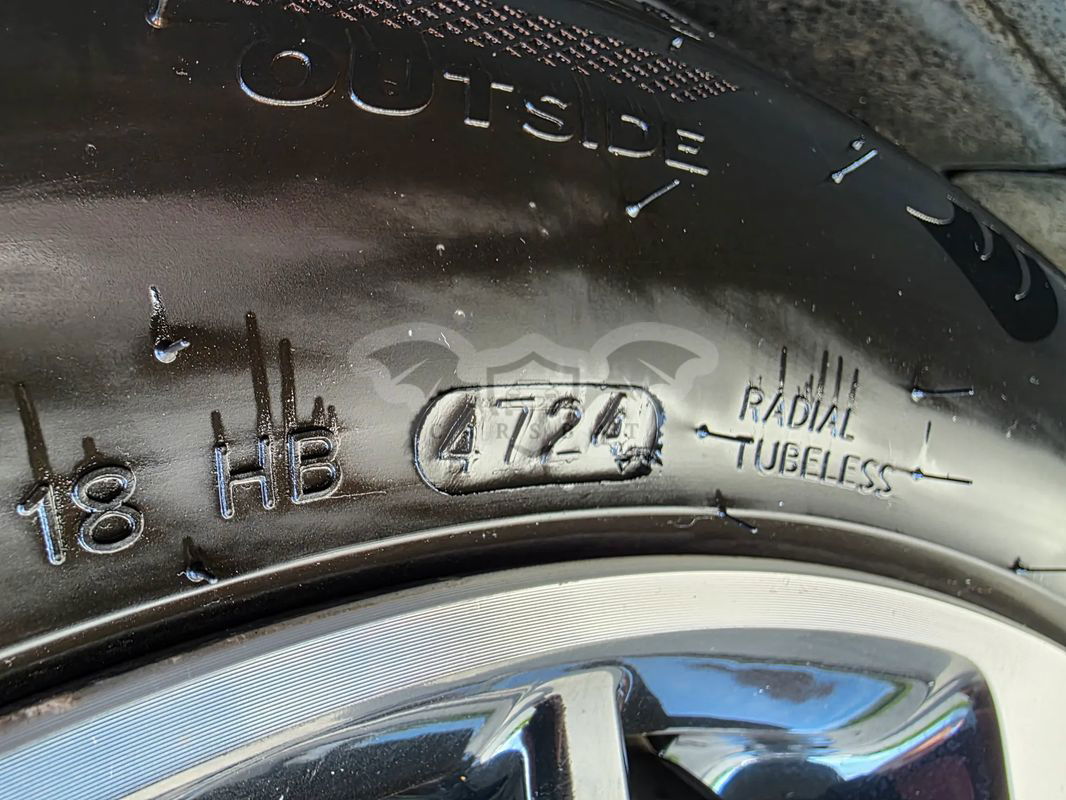 OUTSIDE
18 HB 4724
RADIAL
TUBELESS